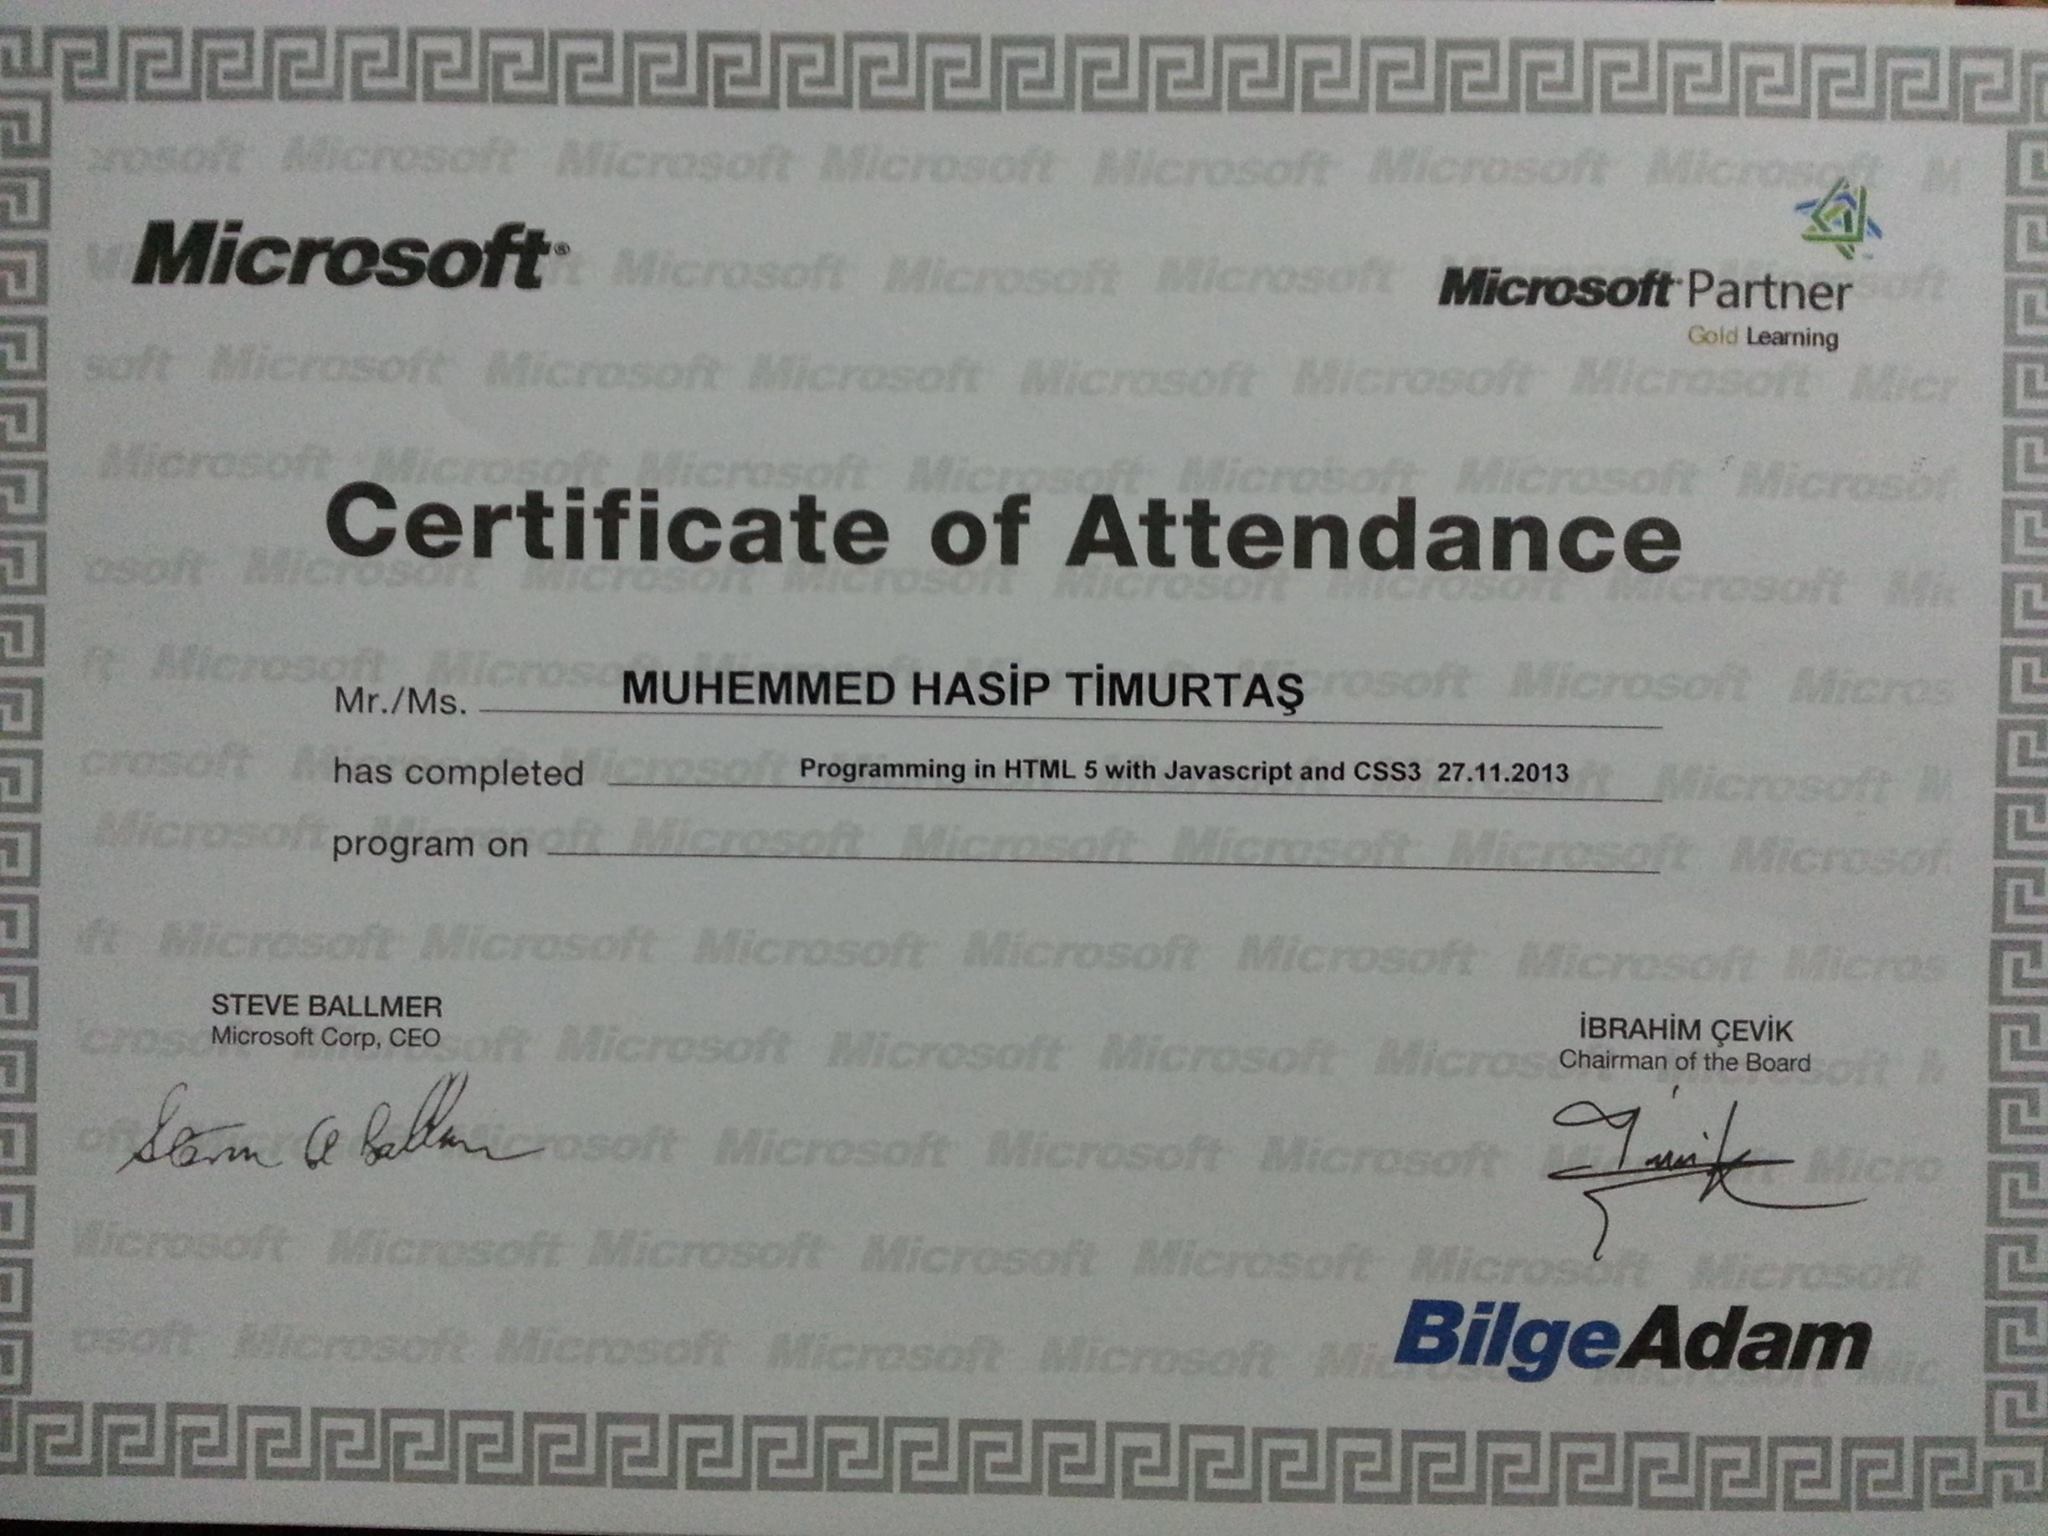 Microsoft®
Microsoft Partner
Gold Learning
Certificate of Attendance
Mr./Ms. MUHEMMED HASİP TİMURTAŞ
has completed Programming in HTML 5 with Javascript and CSS3 27.11.2013
program on
STEVE BALLMER
Microsoft Corp, CEO
İBRAHİM ÇEVİK
Chairman of the Board
Steven A Ballmer
BilgeAdam